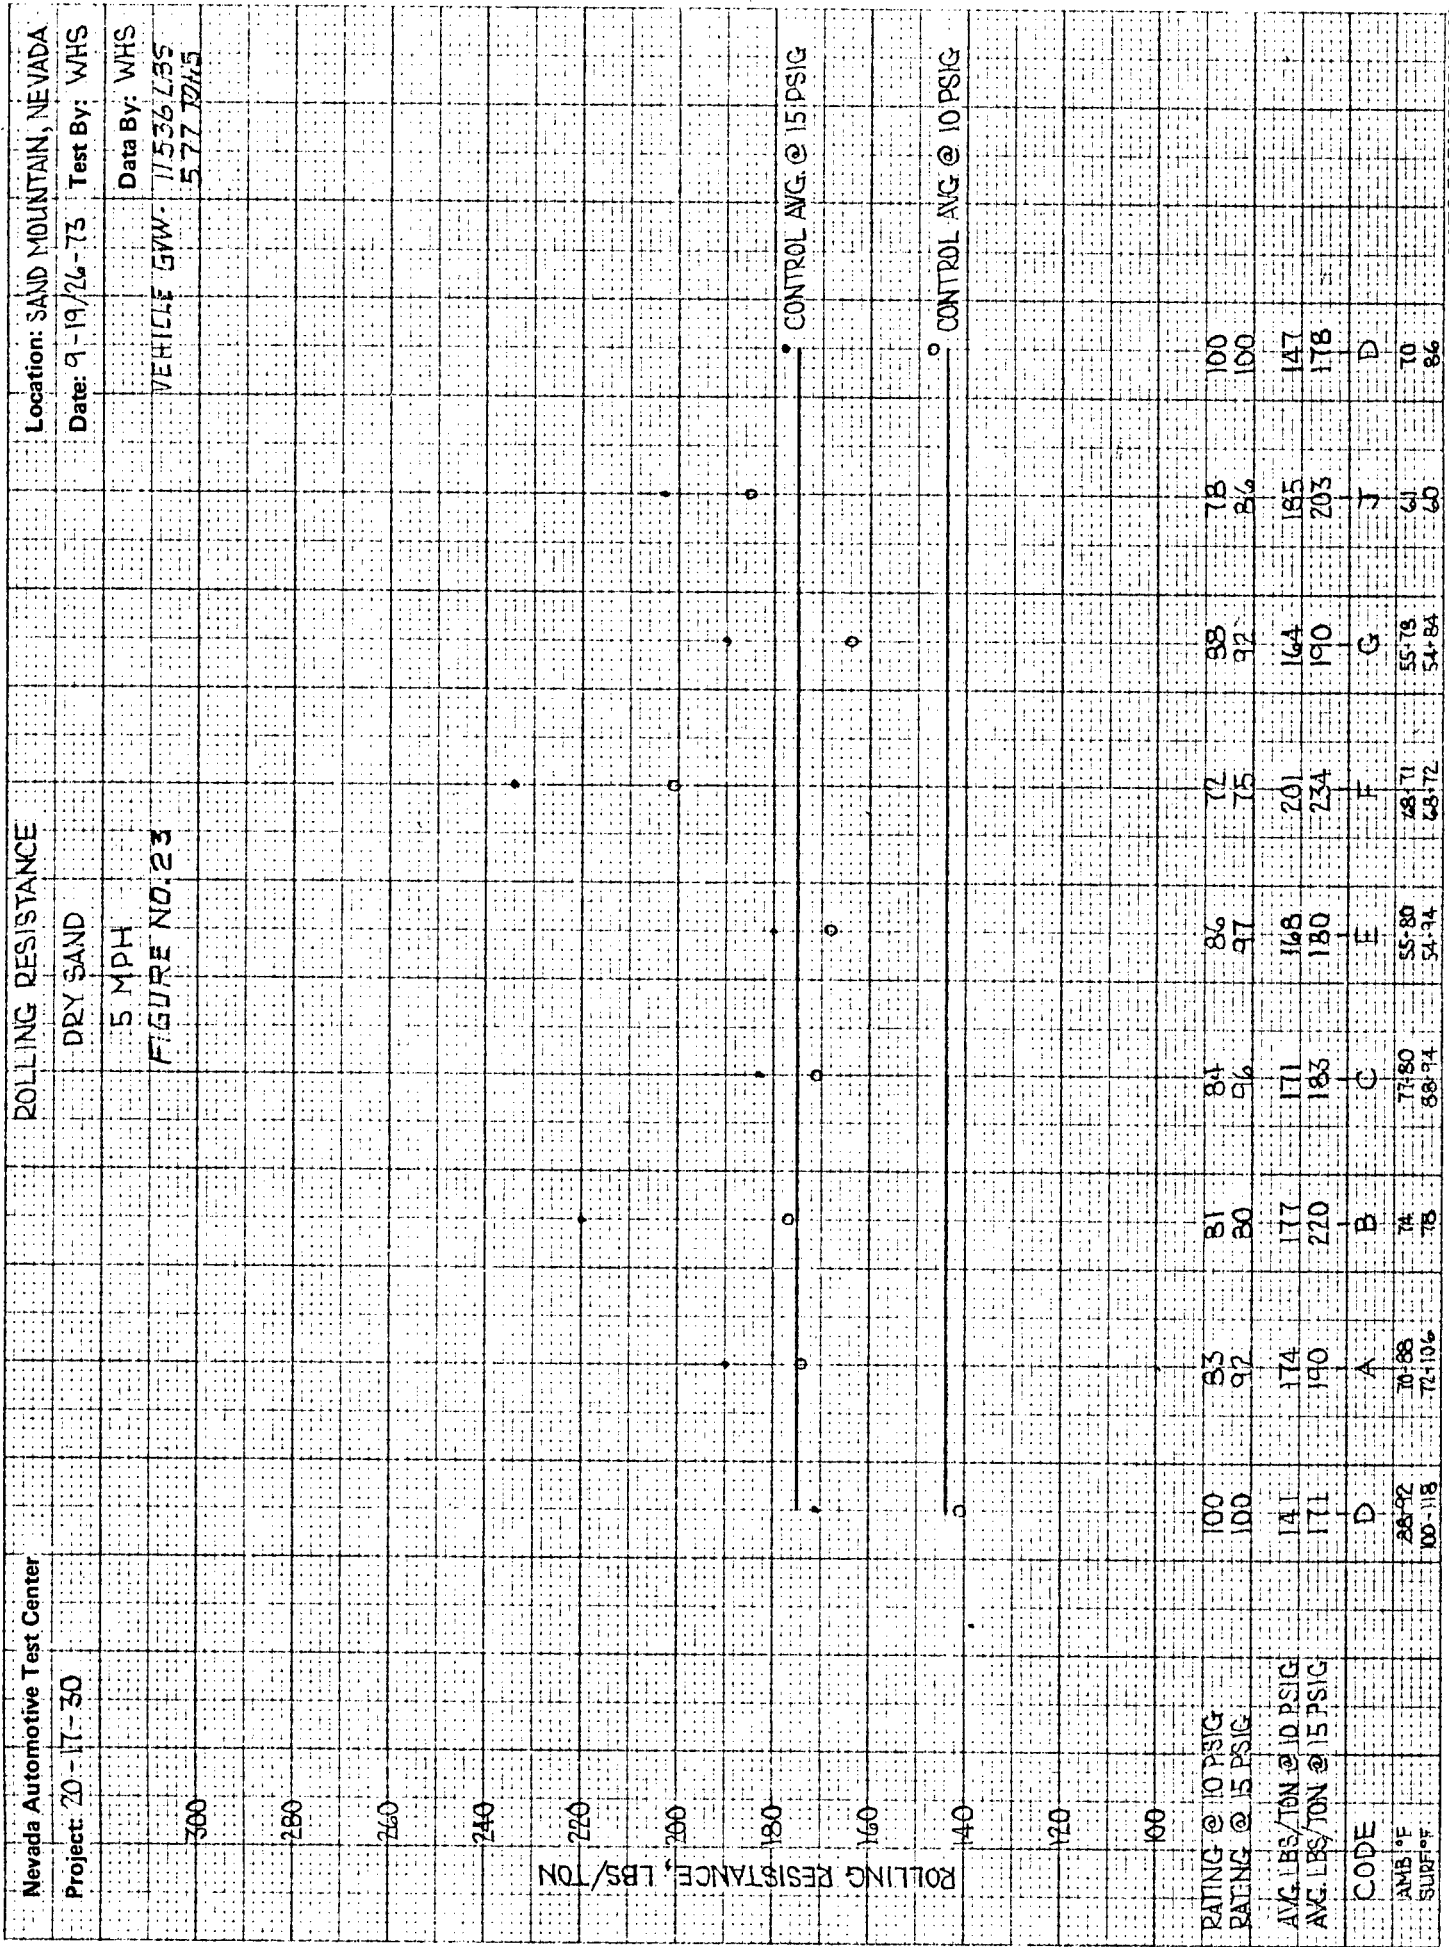 Nevada Automotive Test Center
ROLLING RESISTANCE
Location: SAND MOUNTAIN, NEVADA
Project: 20-17-30
DRY SAND
Date: 9-19/26-73 Test By: WHS
5 MPH
Data By: WHS
FIGURE NO. 23
VEHICLE GVW- 11536 LBS
5.77 TONS
ROLLING RESISTANCE, LBS/TON
300
280
260
240
220
200
180
160
140
120
100
CONTROL AVG. @ 15 PSIG
CONTROL AVG @ 10 PSIG
RATING @ 10 PSIG 100 83 81 84 86 72 88 78 100
RATING @ 15 PSIG 100 92 80 96 97 75 92 86 100
AVG. LBS/TON @ 10 PSIG 141 174 177 171 168 201 164 185 147
AVG. LBS/TON @ 15 PSIG 171 190 220 183 180 234 190 203 178
CODE D A B C E F G J D
AMB °F 88-92 70-88 74 77-80 55-80 68-71 55-78 61 70
SURF °F 100-118 72-106 78 88-94 54-94 68-72 54-84 60 86